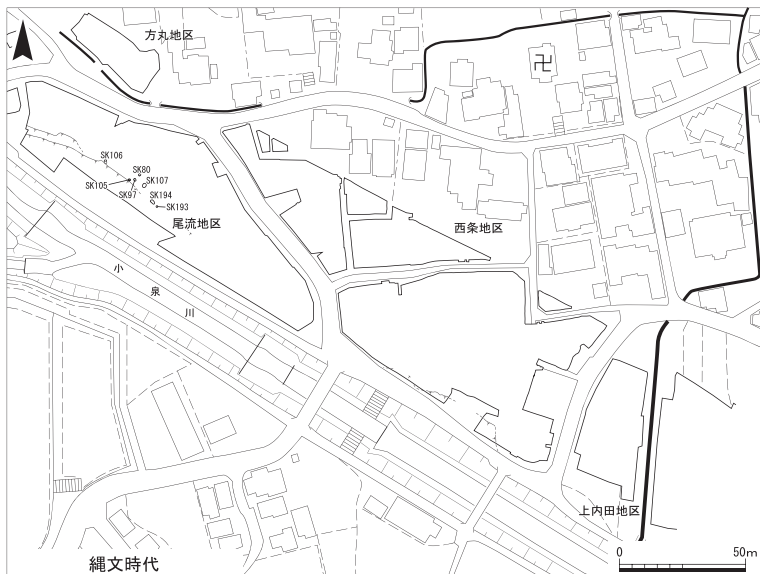 方丸地区
SK106
SK80
SK107
SK105
SK97
SK194
SK193
尾流地区
西条地区
小泉川
上内田地区
縄文時代
0 50m